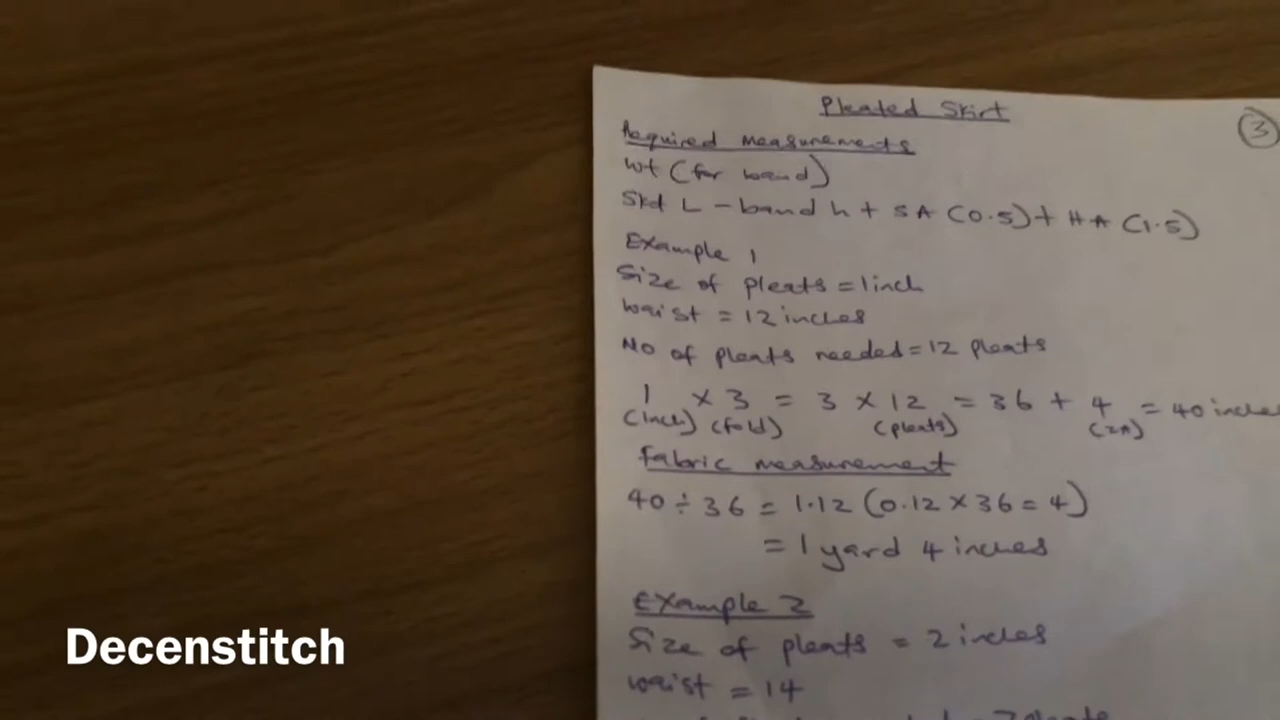 Pleated Skirt
3
Required measurements
Wt (for band)
Skt L - band h + SA (0.5) + HA (1.5)
Example 1
Size of pleats = 1inch
Waist = 12 inches
No of pleats needed = 12 pleats
1 × 3 = 3 × 12 = 36 + 4 = 40 inches
(inch) (fold) (pleats)
Fabric measurement
40 ÷ 36 = 1.12 (0.12 × 36 = 4)
= 1 yard 4 inches
Example 2
Size of pleats = 2 inches
Waist = 14
= 7 pleats
Decenstitch